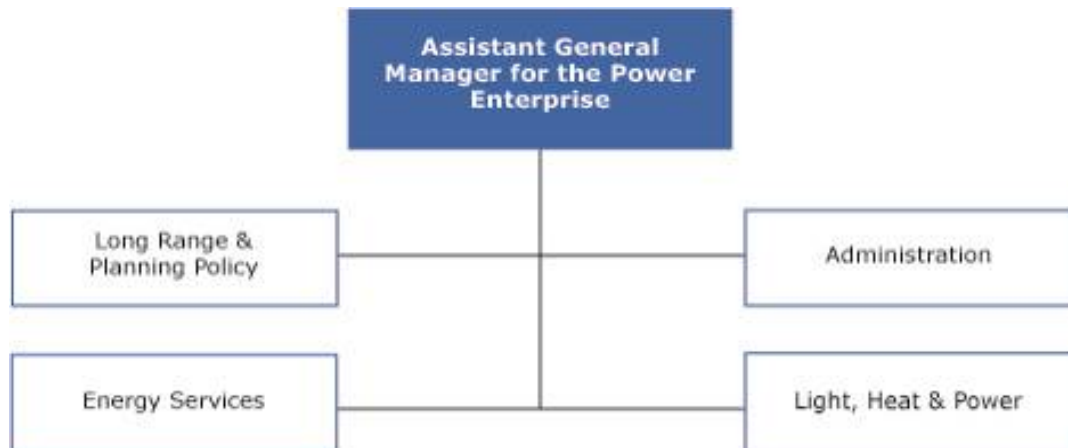 Assistant General
Manager for the Power
Enterprise
Long Range &
Planning Policy
Administration
Energy Services
Light, Heat & Power